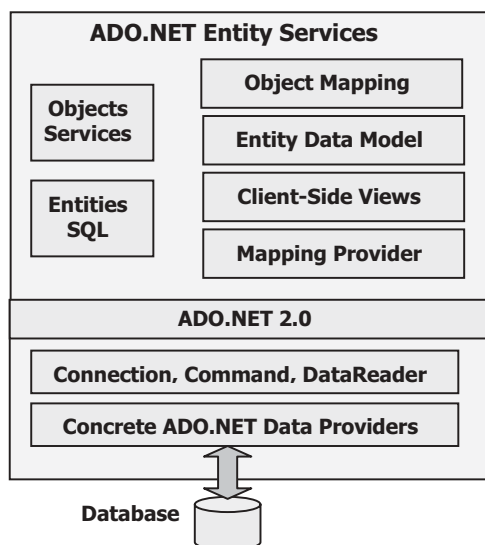 ADO.NET Entity Services
Objects
Services
Entities
SQL
Object Mapping
Entity Data Model
Client-Side Views
Mapping Provider
ADO.NET 2.0
Connection, Command, DataReader
Concrete ADO.NET Data Providers
Database